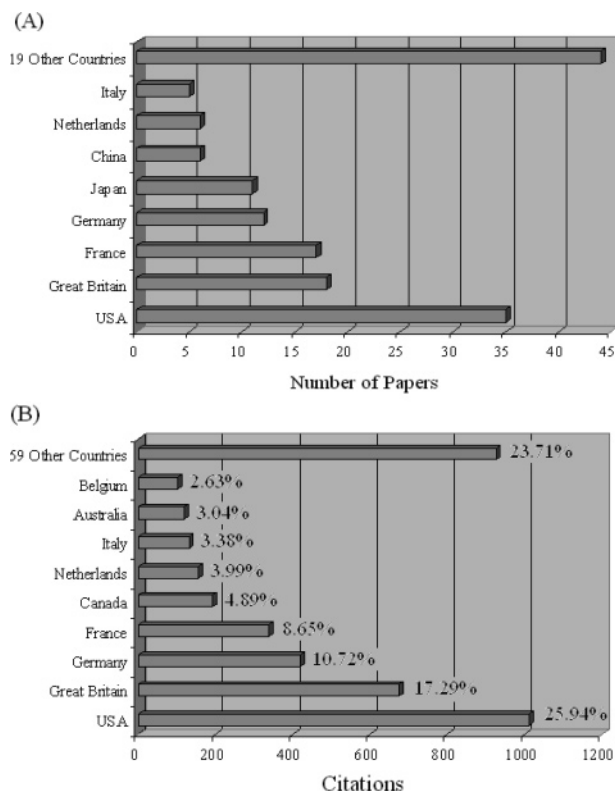 (A)
19 Other Countries
Italy
Netherlands
China
Japan
Germany
France
Great Britain
USA
0 5 10 15 20 25 30 35 40 45
Number of Papers
(B)
59 Other Countries 23.71%
Belgium 2.63%
Australia 3.04%
Italy 3.38%
Netherlands 3.99%
Canada 4.89%
France 8.65%
Germany 10.72%
Great Britain 17.29%
USA 25.94%
0 200 400 600 800 1000 1200
Citations